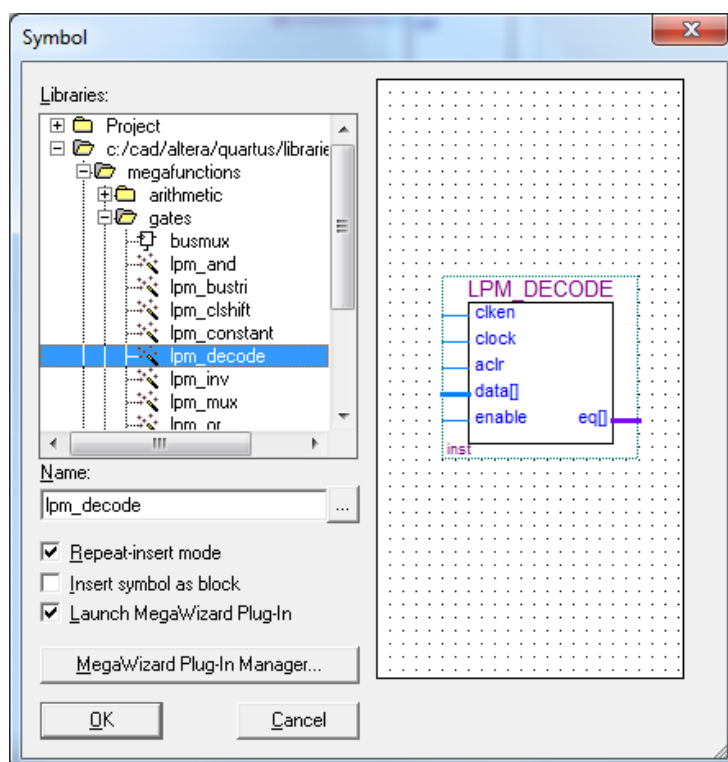 Symbol
Libraries:
Project
c:/cad/altera/quartus/librarie
megafunctions
arithmetic
gates
busmux
lpm_and
lpm_bustri
lpm_clshift
lpm_constant
lpm_decode
lpm_inv
lpm_mux
lpm_or
Name:
lpm_decode
...
Repeat-insert mode
Insert symbol as block
Launch MegaWizard Plug-In
MegaWizard Plug-In Manager...
OK
Cancel
LPM_DECODE
clken
clock
aclr
data[]
enable eq[]
inst